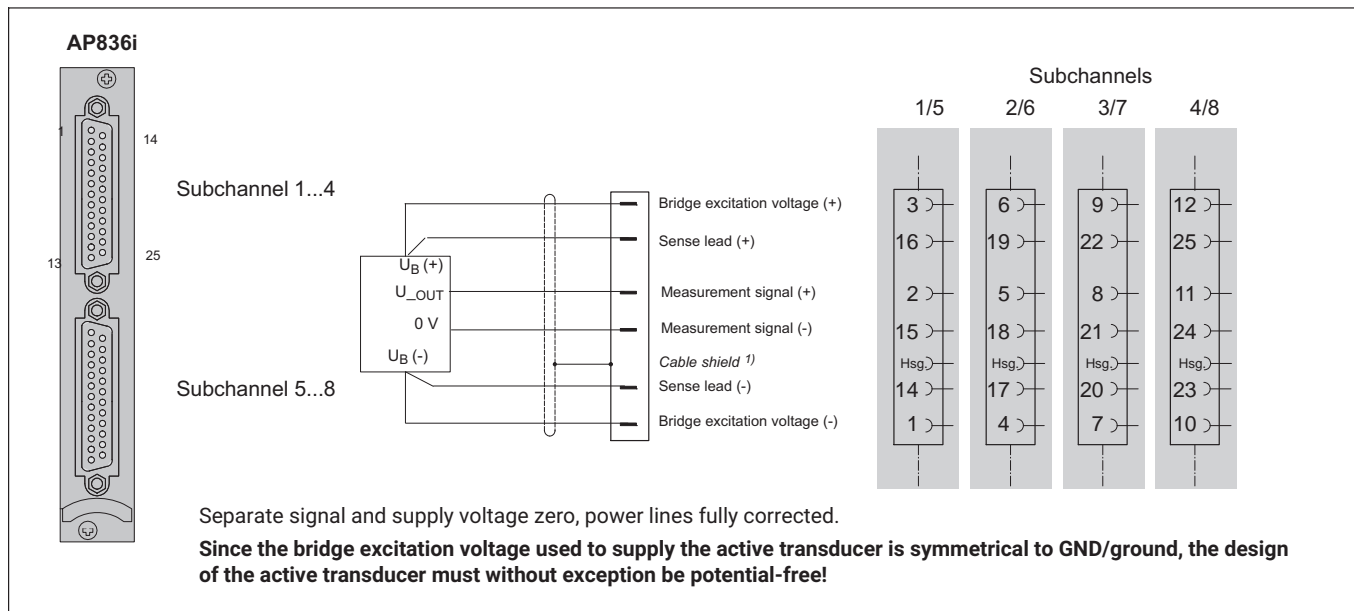 AP836i
Subchannels
1/5 2/6 3/7 4/8
1 14
Subchannel 1...4
13 25
Subchannel 5...8
U_B (+)
U_OUT
0 V
U_B (-)
Bridge excitation voltage (+)
Sense lead (+)
Measurement signal (+)
Measurement signal (-)
Cable shield 1)
Sense lead (-)
Bridge excitation voltage (-)
3 6 9 12
16 19 22 25
2 5 8 11
15 18 21 24
Hsg. Hsg. Hsg. Hsg.
14 17 20 23
1 4 7 10
Separate signal and supply voltage zero, power lines fully corrected.
Since the bridge excitation voltage used to supply the active transducer is symmetrical to GND/ground, the design
of the active transducer must without exception be potential-free!